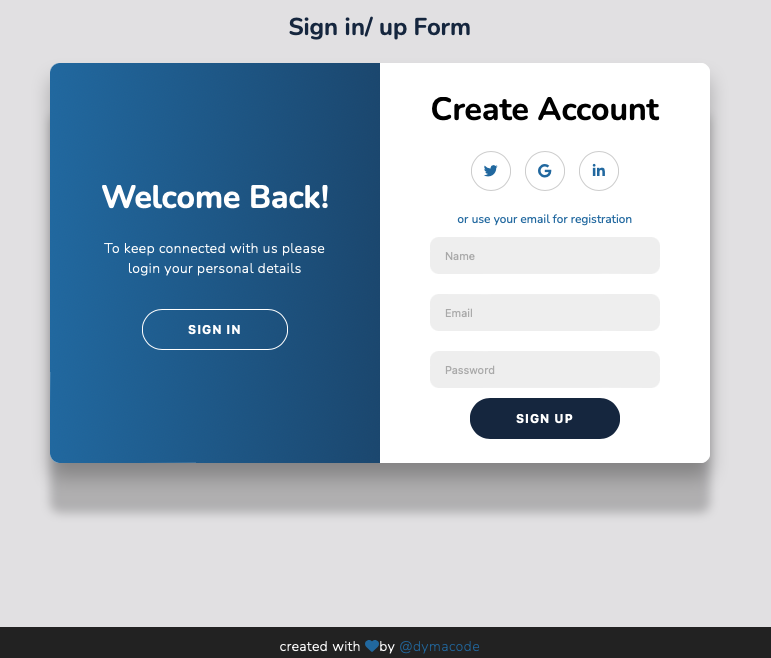 Sign in/ up Form
Welcome Back!
To keep connected with us please
login your personal details
SIGN IN
Create Account
or use your email for registration
Name
Email
Password
SIGN UP
created with by @dymacode